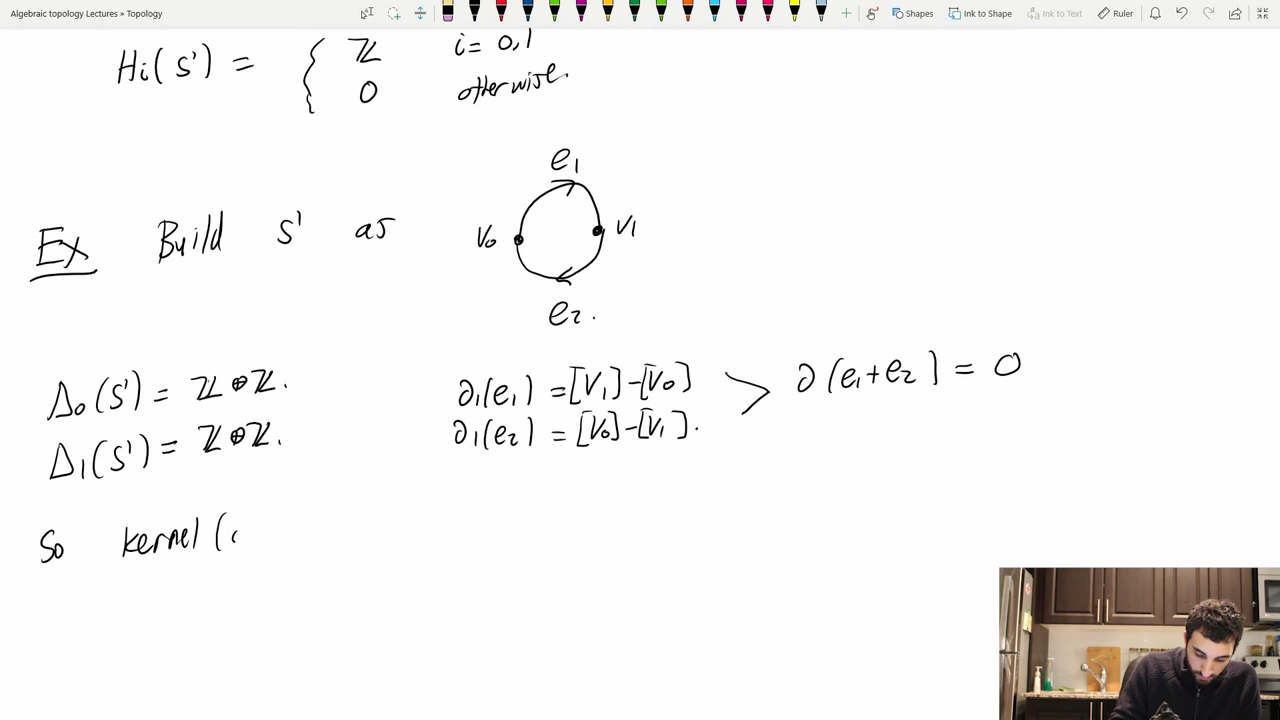 Algebraic topology Lectures » Topology
Shapes
Ink to Shape
Ink to Text
Ruler
Hi(S¹) = { ℤ i= 0,1
0 otherwise.
Ex Build S¹ as
e₁
V₀
V₁
e₂.
Δ₀(S¹) = ℤ⊕ℤ.
Δ₁(S¹) = ℤ⊕ℤ.
∂₁(e₁) = [V₁]-[V₀]
∂₁(e₂) = [V₀]-[V₁].
> ∂(e₁+e₂) = 0
So kernel (